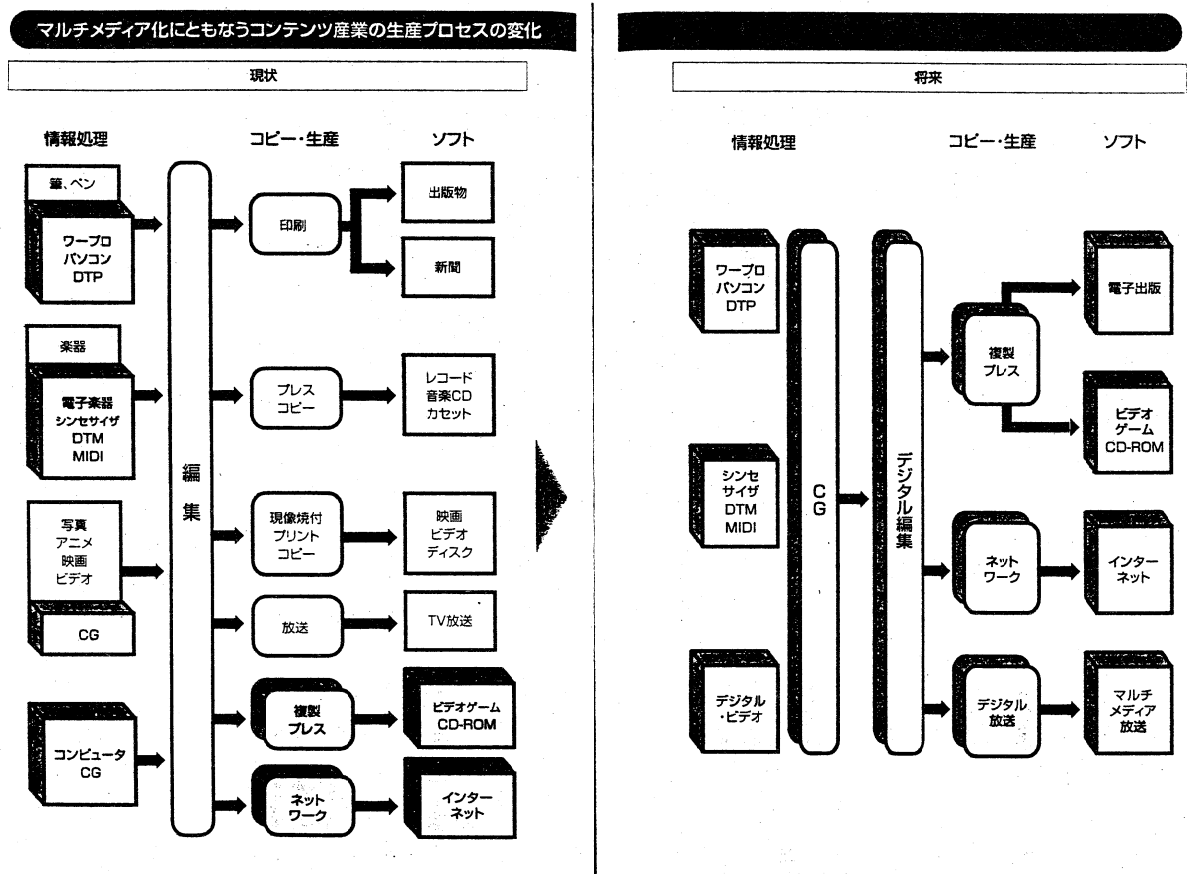 マルチメディア化にともなうコンテンツ産業の生産プロセスの変化
現状
情報処理
コピー・生産
ソフト
筆、ペン
ワープロ
パソコン
DTP
楽器
電子楽器
シンセサイザ
DTM
MIDI
写真
アニメ
映画
ビデオ
CG
コンピュータ
CG
編集
印刷
出版物
新聞
プレス
コピー
レコード
音楽CD
カセット
現像焼付
プリント
コピー
映画
ビデオ
ディスク
放送
TV放送
複製
プレス
ビデオゲーム
CD-ROM
ネット
ワーク
インター
ネット
将来
情報処理
コピー・生産
ソフト
ワープロ
パソコン
DTP
シンセ
サイザ
DTM
MIDI
デジタル
・ビデオ
CG
デジタル編集
複製
プレス
電子出版
ビデオ
ゲーム
CD-ROM
ネット
ワーク
インター
ネット
デジタル
放送
マルチ
メディア
放送